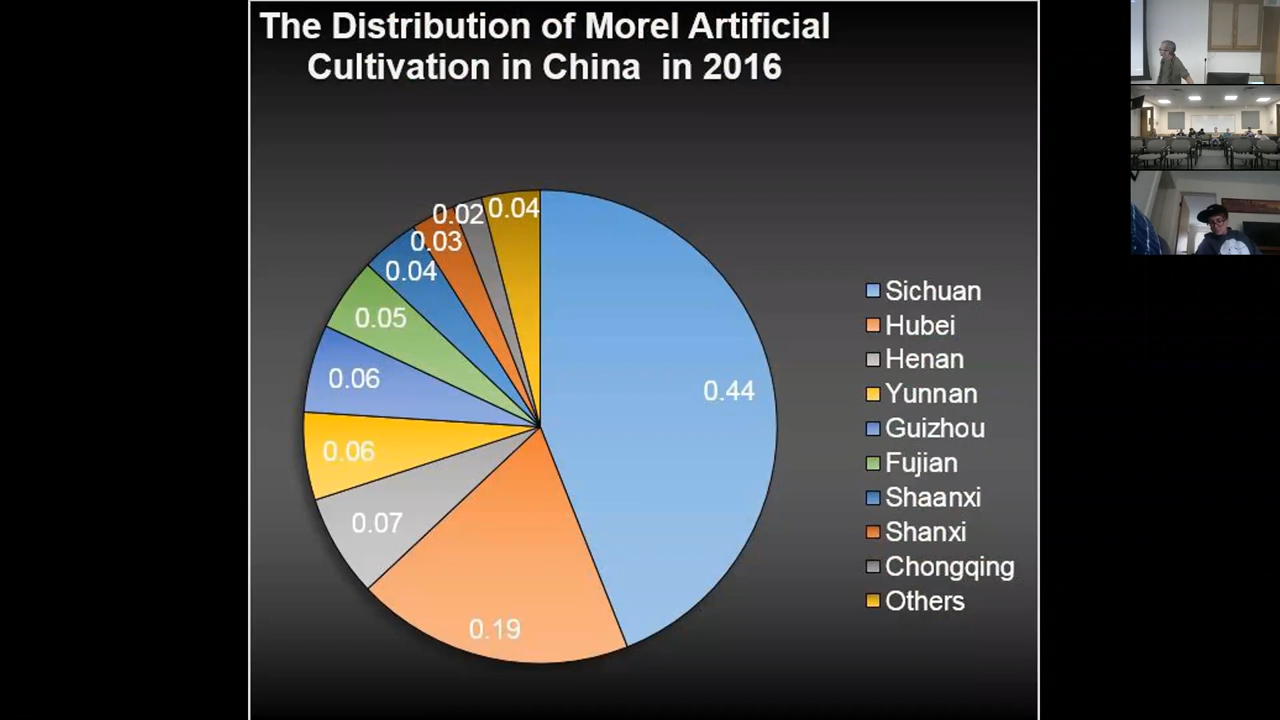 The Distribution of Morel Artificial
Cultivation in China  in 2016
0.44
0.19
0.07
0.06
0.06
0.05
0.04
0.03
0.02
0.04
Sichuan
Hubei
Henan
Yunnan
Guizhou
Fujian
Shaanxi
Shanxi
Chongqing
Others